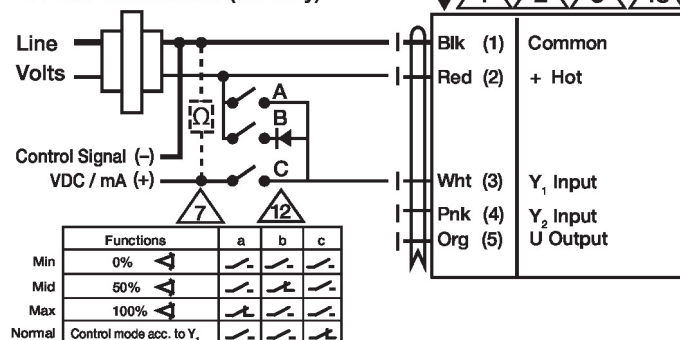 Line
Volts
Blk (1) Common
Red (2) + Hot
A
B
C
Ω
Control Signal (–)
VDC / mA (+)
7
12
Wht (3) Y1 Input
Pnk (4) Y2 Input
Org (5) U Output
Functions a b c
Min 0%
Mid 50%
Max 100%
Normal Control mode acc. to Y1